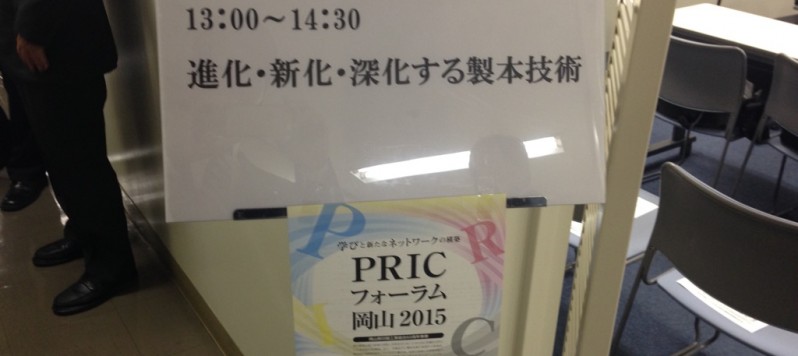 13:00～14:30
進化・新化・深化する製本技術
P
R
I
C
学びと新たなネットワークの構築
PRIC
フォーラム
岡山2015